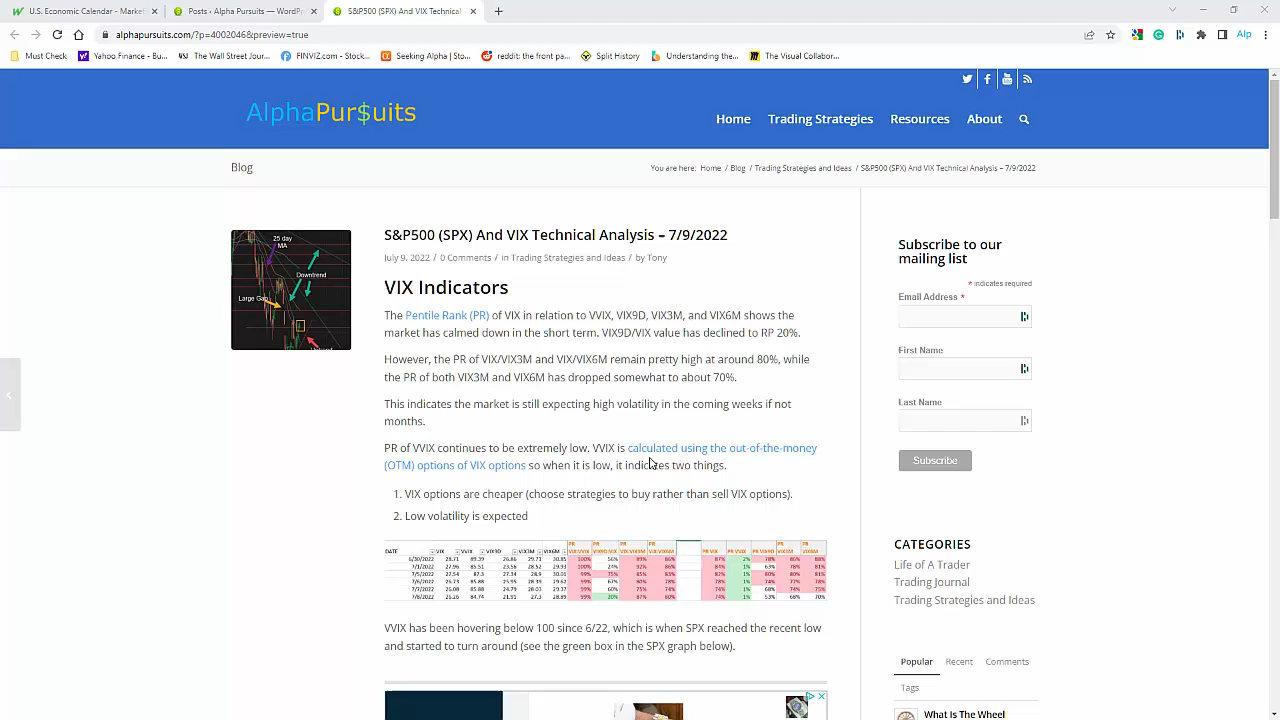 U.S. Economic Calendar - Market
Posts ‹ Alpha Pursuits — WordPr
S&P500 (SPX) And VIX Technical
alphapursuits.com/?p=4002046&preview=true
Alp
Must Check
Yahoo Finance - Bu...
The Wall Street Jour...
FINVIZ.com - Stock...
Seeking Alpha | Sto...
reddit: the front pa...
Split History
Understanding the...
The Visual Collabor...
AlphaPur$uits
Home
Trading Strategies
Resources
About
Blog
You are here: Home / Blog / Trading Strategies and Ideas / S&P500 (SPX) And VIX Technical Analysis – 7/9/2022
25 day
MA
Downtrend
Large Gap
S&P500 (SPX) And VIX Technical Analysis – 7/9/2022
July 9, 2022 / 0 Comments / in Trading Strategies and Ideas / by Tony
VIX Indicators
The Pentile Rank (PR) of VIX in relation to VVIX, VIX9D, VIX3M, and VIX6M shows the
market has calmed down in the short term. VIX9D/VIX value has declined to RP 20%.
However, the PR of VIX/VIX3M and VIX/VIX6M remain pretty high at around 80%, while
the PR of both VIX3M and VIX6M has dropped somewhat to about 70%.
This indicates the market is still expecting high volatility in the coming weeks if not
months.
PR of VVIX continues to be extremely low. VVIX is calculated using the out-of-the-money
(OTM) options of VIX options so when it is low, it indicates two things.
1. VIX options are cheaper (choose strategies to buy rather than sell VIX options).
2. Low volatility is expected
DATE VIX VVIX VIX9D VIX3M VIX6M
VVIX has been hovering below 100 since 6/22, which is when SPX reached the recent low
and started to turn around (see the green box in the SPX graph below).
Subscribe to our
mailing list
* indicates required
Email Address *
First Name
Last Name
Subscribe
CATEGORIES
Life of A Trader
Trading Journal
Trading Strategies and Ideas
Popular
Recent
Comments
Tags
What Is The Wheel